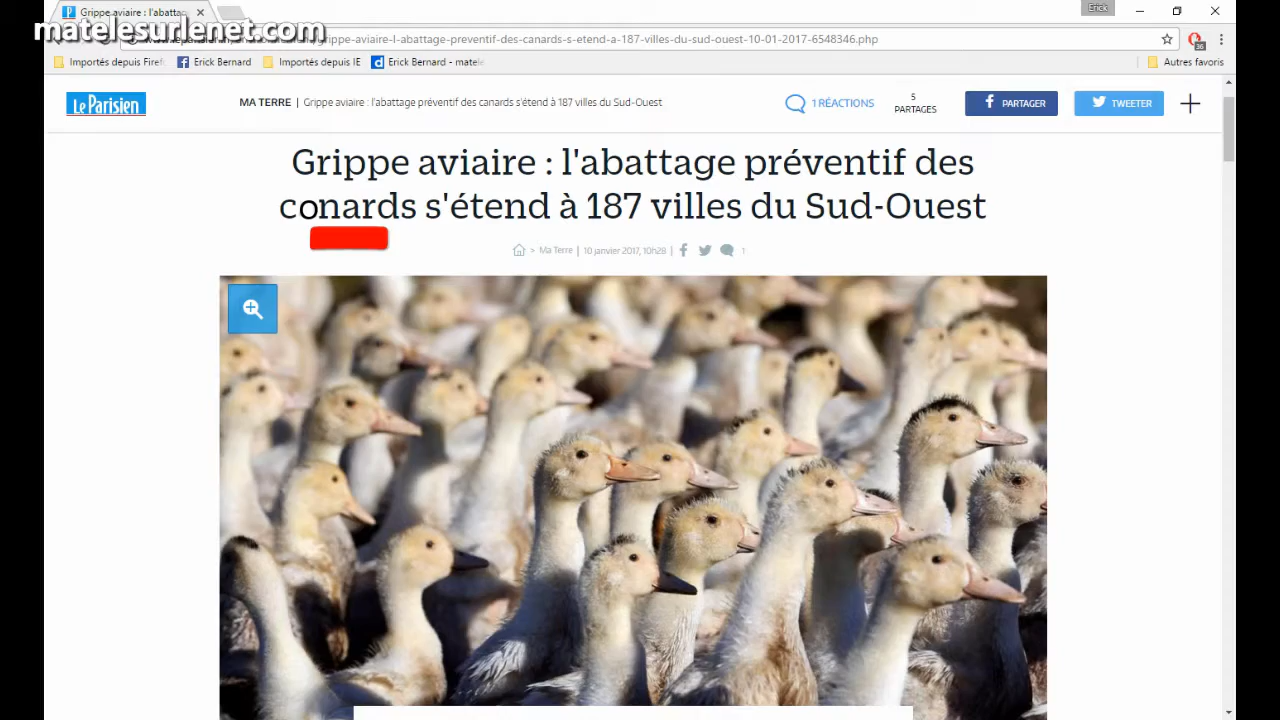 Grippe aviaire : l'abatta
Erick
matelesurlenet.com
grippe-aviaire-l-abattage-preventif-des-canards-s-etend-a-187-villes-du-sud-ouest-10-01-2017-6548346.php
36
Importés depuis Firef
Erick Bernard
Importés depuis IE
Erick Bernard - matele
Autres favoris
Le Parisien
MA TERRE | Grippe aviaire : l'abattage préventif des canards s'étend à 187 villes du Sud-Ouest
1 RÉACTIONS
5
PARTAGES
PARTAGER
TWEETER
Grippe aviaire : l'abattage préventif des
conards s'étend à 187 villes du Sud-Ouest
> Ma Terre | 10 janvier 2017, 10h28 |
1